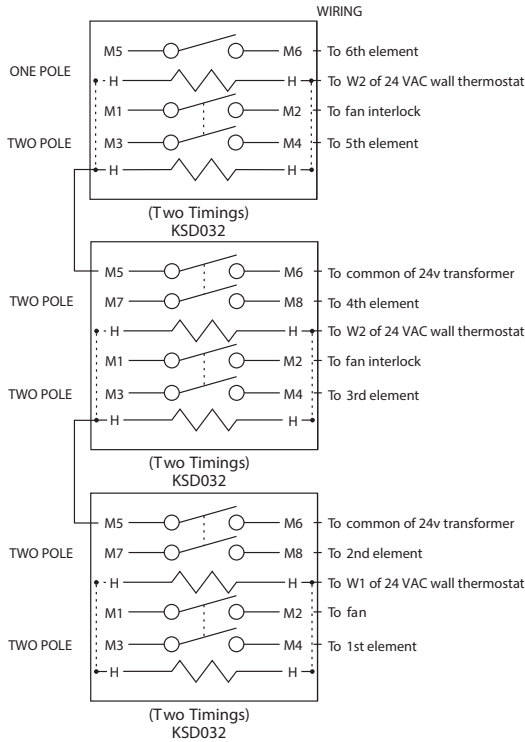 WIRING
M5 M6 To 6th element
ONE POLE
H H To W2 of 24 VAC wall thermostat
M1 M2 To fan interlock
TWO POLE M3 M4 To 5th element
H H
(Two Timings)
KSD032
M5 M6 To common of 24v transformer
TWO POLE M7 M8 To 4th element
H H To W2 of 24 VAC wall thermostat
M1 M2 To fan interlock
TWO POLE M3 M4 To 3rd element
H H
(Two Timings)
KSD032
M5 M6 To common of 24v transformer
TWO POLE M7 M8 To 2nd element
H H To W1 of 24 VAC wall thermostat
M1 M2 To fan
TWO POLE M3 M4 To 1st element
H H
(Two Timings)
KSD032